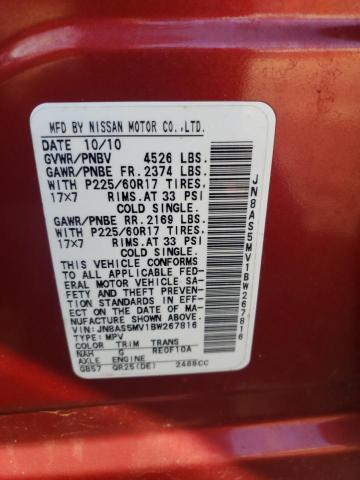 MFD BY NISSAN MOTOR CO.,LTD.
DATE 10/10
GVWR/PNBV 4526 LBS.
GAWR/PNBE FR. 2374 LBS.
WITH P225/60R17 TIRES,
17×7 RIMS, AT 33 PSI
COLD SINGLE.
GAWR/PNBE RR. 2169 LBS.
WITH P225/60R17 TIRES,
17×7 RIMS, AT 33 PSI
COLD SINGLE.
THIS VEHICLE CONFORMS
TO ALL APPLICABLE FED-
ERAL MOTOR VEHICLE SA-
FETY AND THEFT PREVEN-
TION STANDARDS IN EFF-
ECT ON THE DATE OF MA-
NUFACTURE SHOWN ABOVE.
VIN: JN8AS5MV1BW267816
TYPE: MPV
COLOR TRIM TRANS
NAH G RE0F10A
AXLE ENGINE
GB57 QR25(DE) 2488CC
JN8AS5MV1BW267816